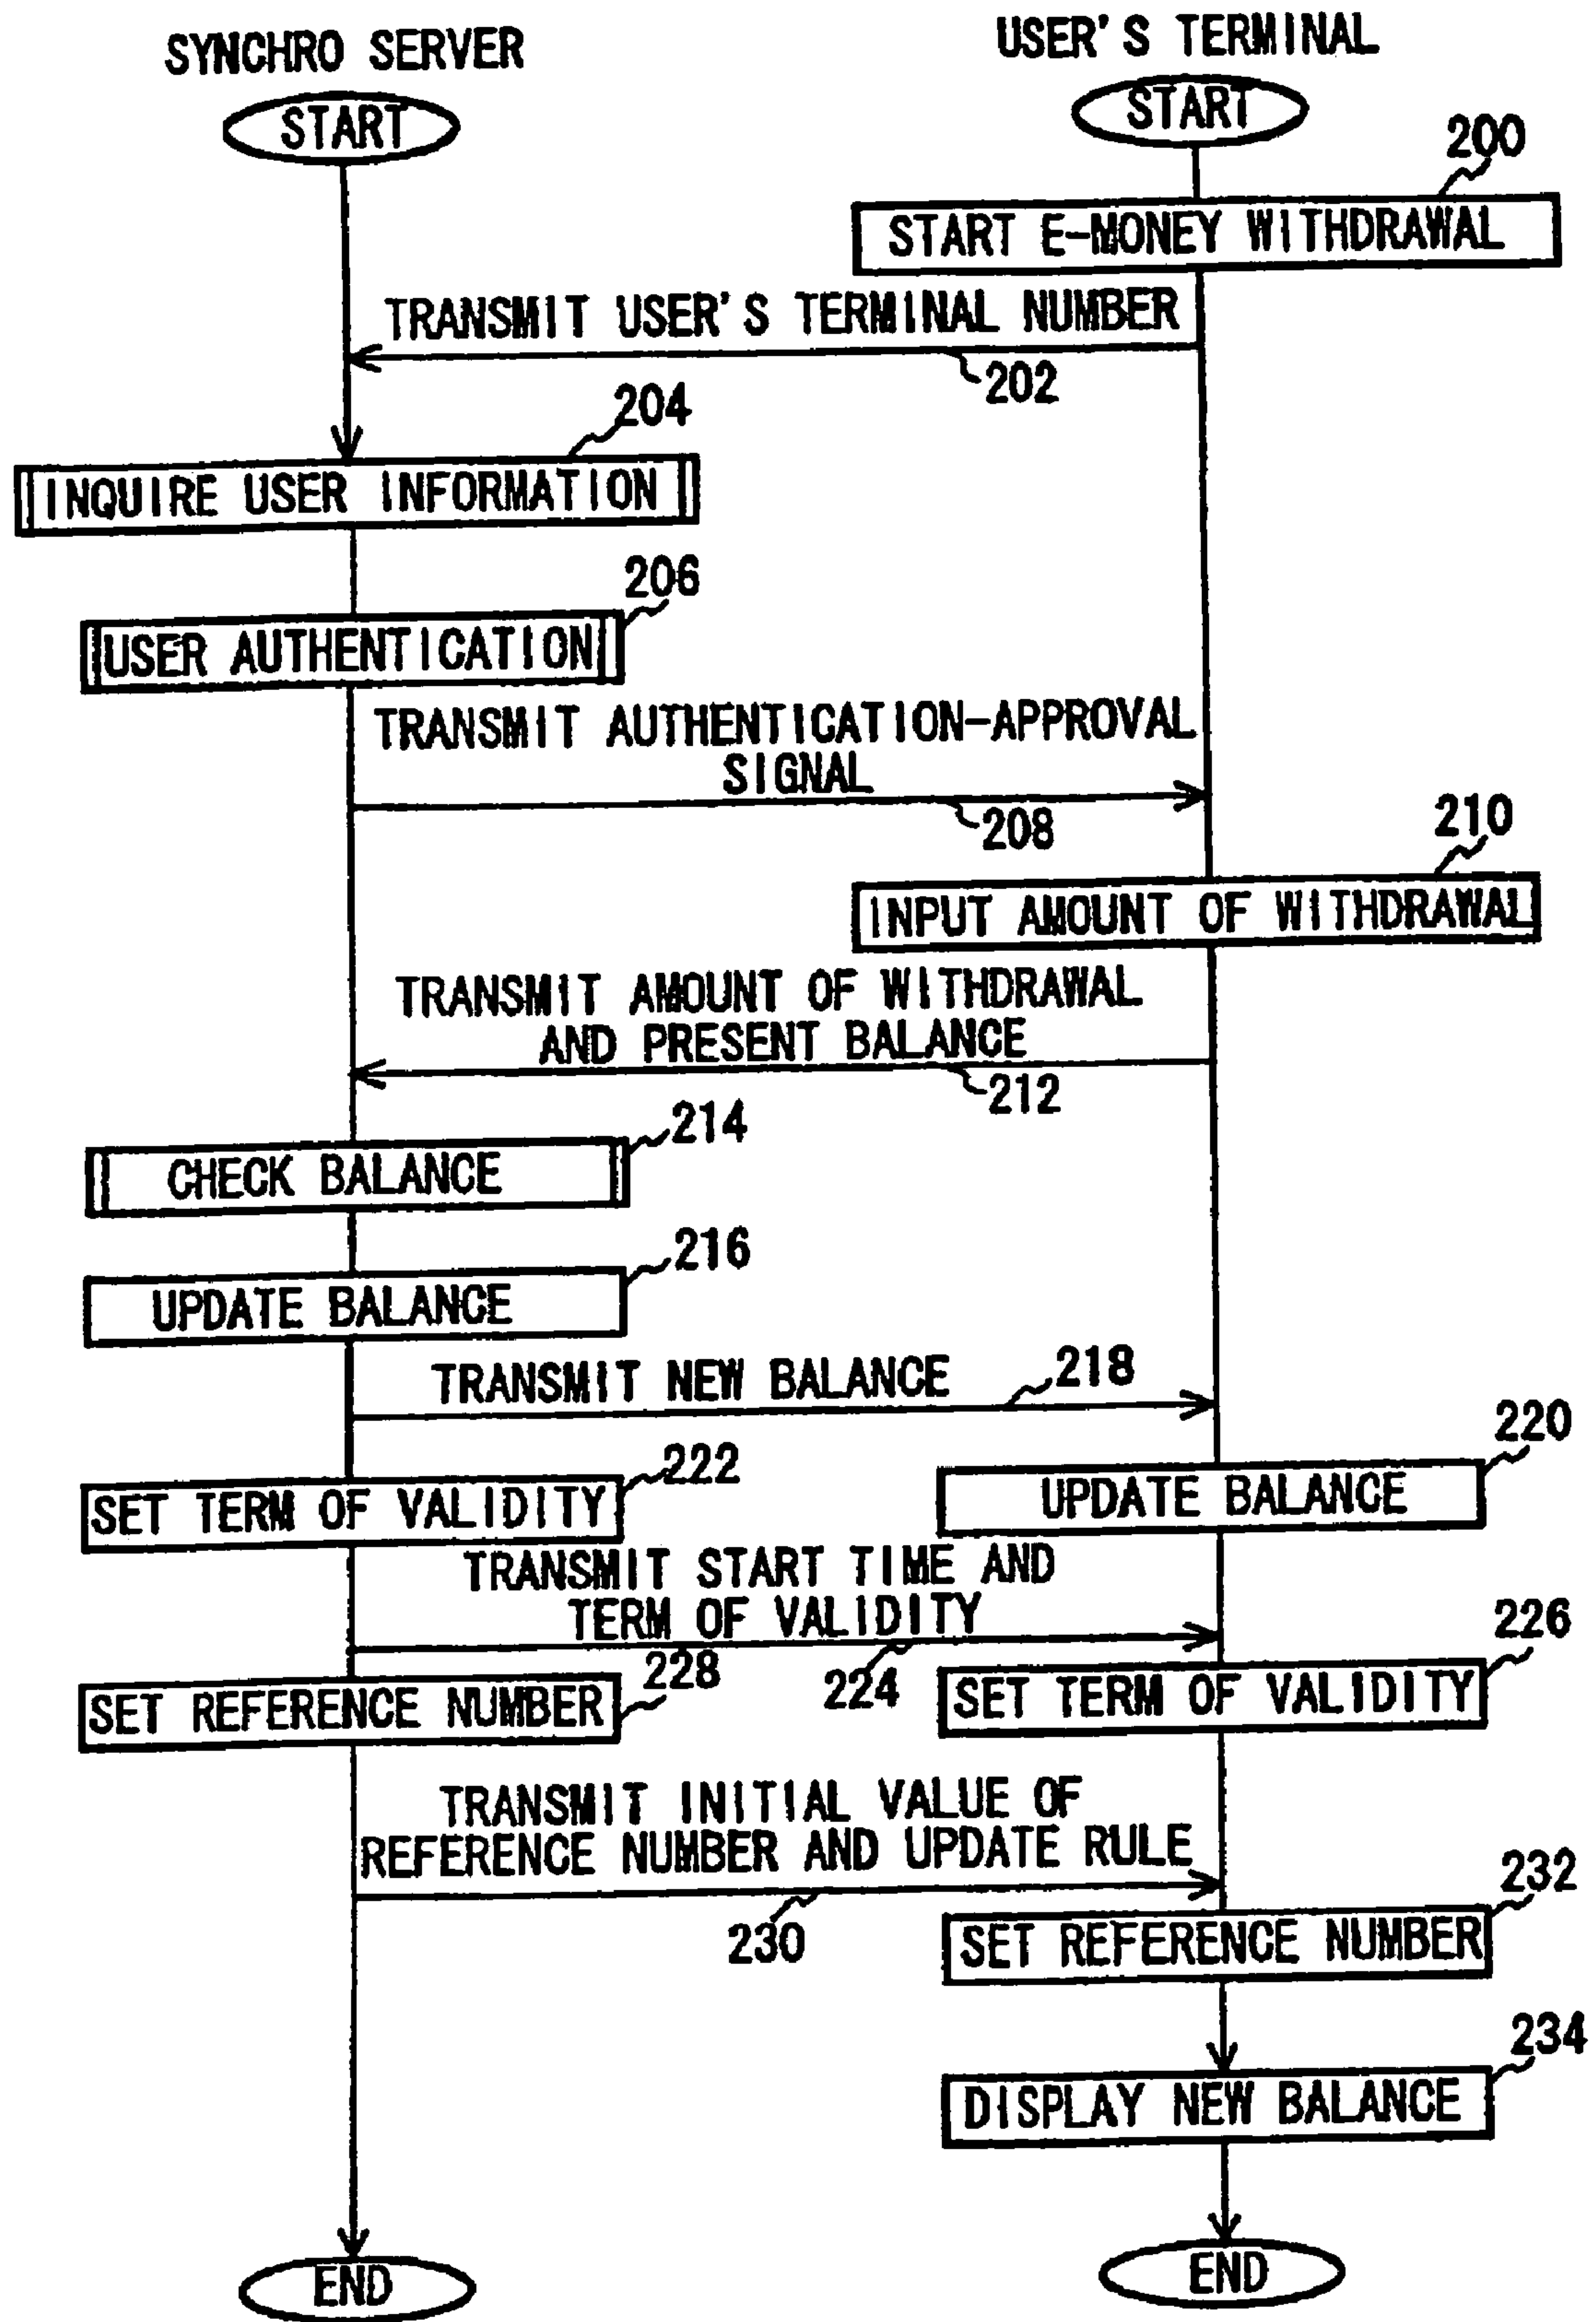 SYNCHRO SERVER
USER'S TERMINAL
START
START
200
START E-MONEY WITHDRAWAL
TRANSMIT USER'S TERMINAL NUMBER
202
204
INQUIRE USER INFORMATION
206
USER AUTHENTICATION
TRANSMIT AUTHENTICATION-APPROVAL
SIGNAL
208
210
INPUT AMOUNT OF WITHDRAWAL
TRANSMIT AMOUNT OF WITHDRAWAL
AND PRESENT BALANCE
212
214
CHECK BALANCE
216
UPDATE BALANCE
TRANSMIT NEW BALANCE
218
220
222
SET TERM OF VALIDITY
UPDATE BALANCE
TRANSMIT START TIME AND
TERM OF VALIDITY
224
226
228
SET REFERENCE NUMBER
SET TERM OF VALIDITY
TRANSMIT INITIAL VALUE OF
REFERENCE NUMBER AND UPDATE RULE
230
232
SET REFERENCE NUMBER
234
DISPLAY NEW BALANCE
END
END